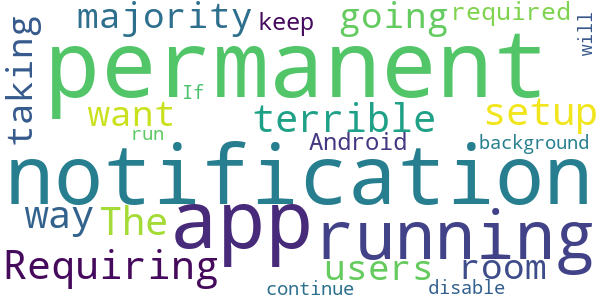 majority keep going required will
taking permanent
If
want terrible setup
run Android background
notification
way The app running
Requiring users room
continue disable